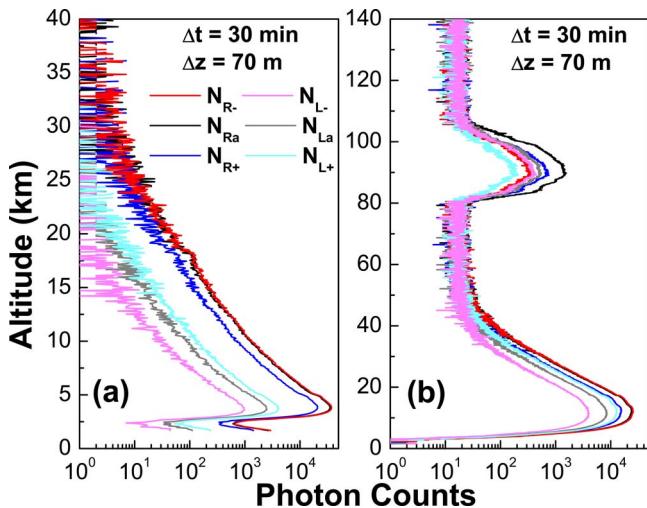 Δt = 30 min
Δz = 70 m
N_R- N_L-
N_Ra N_La
N_R+ N_L+
(a)
40
35
30
25
20
15
10
5
0
10^0 10^1 10^2 10^3 10^4
Altitude (km)
Δt = 30 min
Δz = 70 m
(b)
140
120
100
80
60
40
20
0
10^0 10^1 10^2 10^3 10^4
Photon Counts